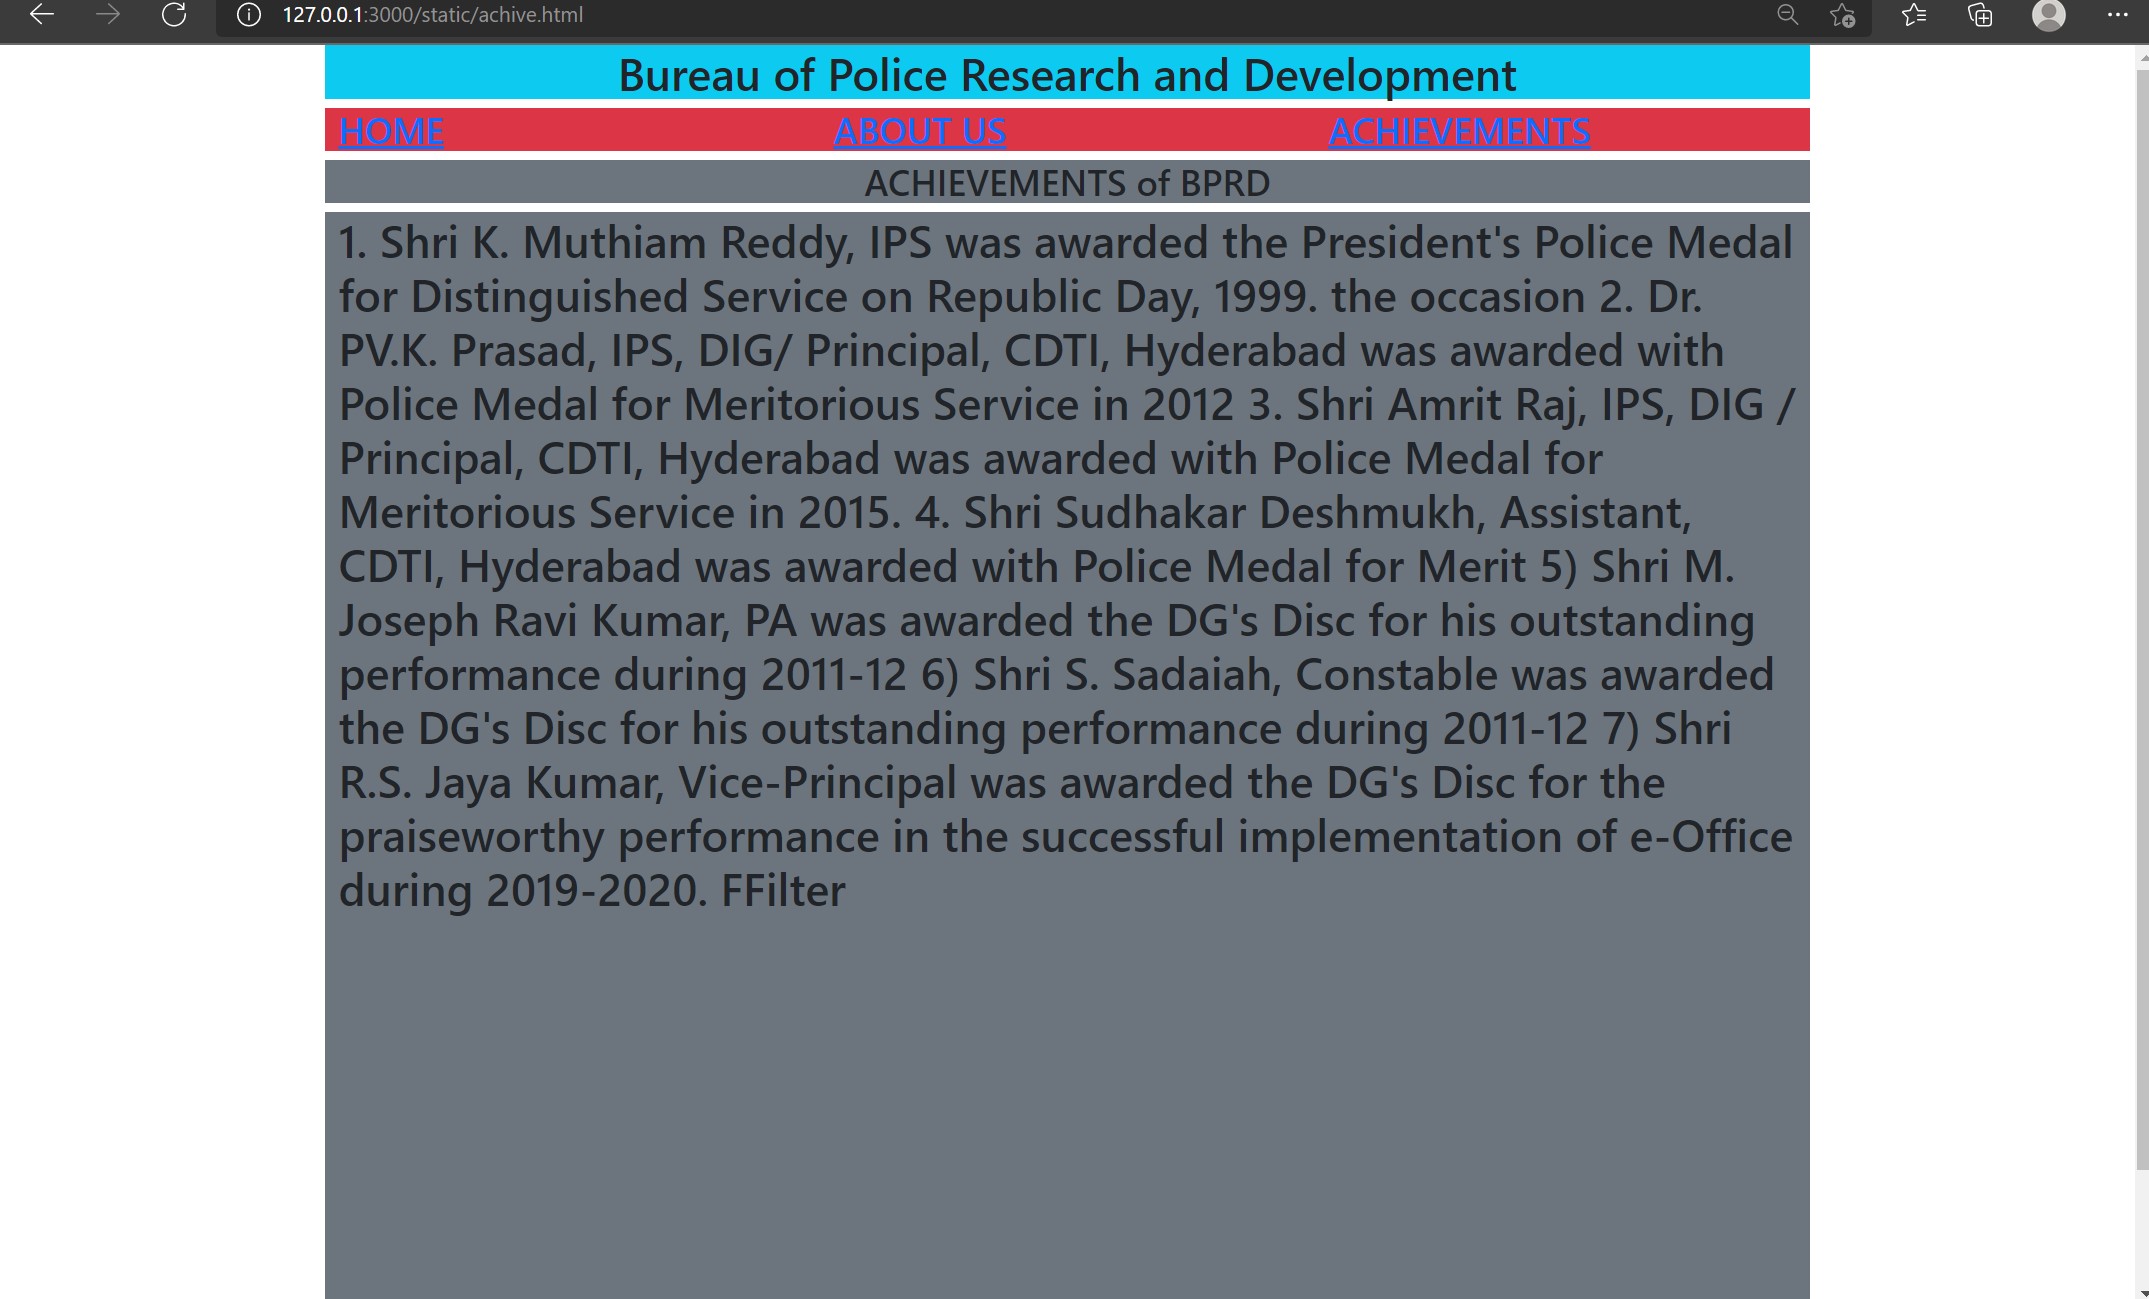 127.0.0.1:3000/static/achive.html
Bureau of Police Research and Development
HOME ABOUT US ACHIEVEMENTS
ACHIEVEMENTS of BPRD
1. Shri K. Muthiam Reddy, IPS was awarded the President's Police Medal
for Distinguished Service on Republic Day, 1999. the occasion 2. Dr.
PV.K. Prasad, IPS, DIG/ Principal, CDTI, Hyderabad was awarded with
Police Medal for Meritorious Service in 2012 3. Shri Amrit Raj, IPS, DIG /
Principal, CDTI, Hyderabad was awarded with Police Medal for
Meritorious Service in 2015. 4. Shri Sudhakar Deshmukh, Assistant,
CDTI, Hyderabad was awarded with Police Medal for Merit 5) Shri M.
Joseph Ravi Kumar, PA was awarded the DG's Disc for his outstanding
performance during 2011-12 6) Shri S. Sadaiah, Constable was awarded
the DG's Disc for his outstanding performance during 2011-12 7) Shri
R.S. Jaya Kumar, Vice-Principal was awarded the DG's Disc for the
praiseworthy performance in the successful implementation of e-Office
during 2019-2020. FFilter